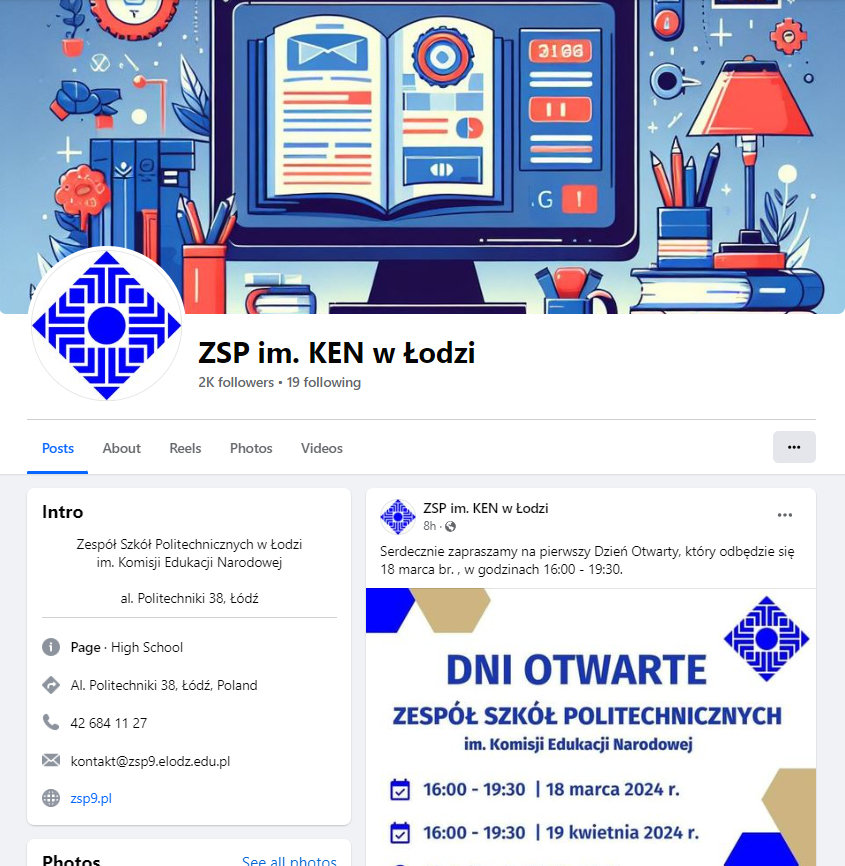 3166
G !
ZSP im. KEN w Łodzi
2K followers • 19 following
Posts
About
Reels
Photos
Videos
Intro
Zespół Szkół Politechnicznych w Łodzi
im. Komisji Edukacji Narodowej
al. Politechniki 38, Łódź
Page · High School
Al. Politechniki 38, Łódź, Poland
42 684 11 27
kontakt@zsp9.elodz.edu.pl
zsp9.pl
Photos
See all photos
ZSP im. KEN w Łodzi
8h ·
Serdecznie zapraszamy na pierwszy Dzień Otwarty, który odbędzie się
18 marca br. , w godzinach 16:00 - 19:30.
DNI OTWARTE
ZESPÓŁ SZKÓŁ POLITECHNICZNYCH
im. Komisji Edukacji Narodowej
16:00 - 19:30 | 18 marca 2024 r.
16:00 - 19:30 | 19 kwietnia 2024 r.